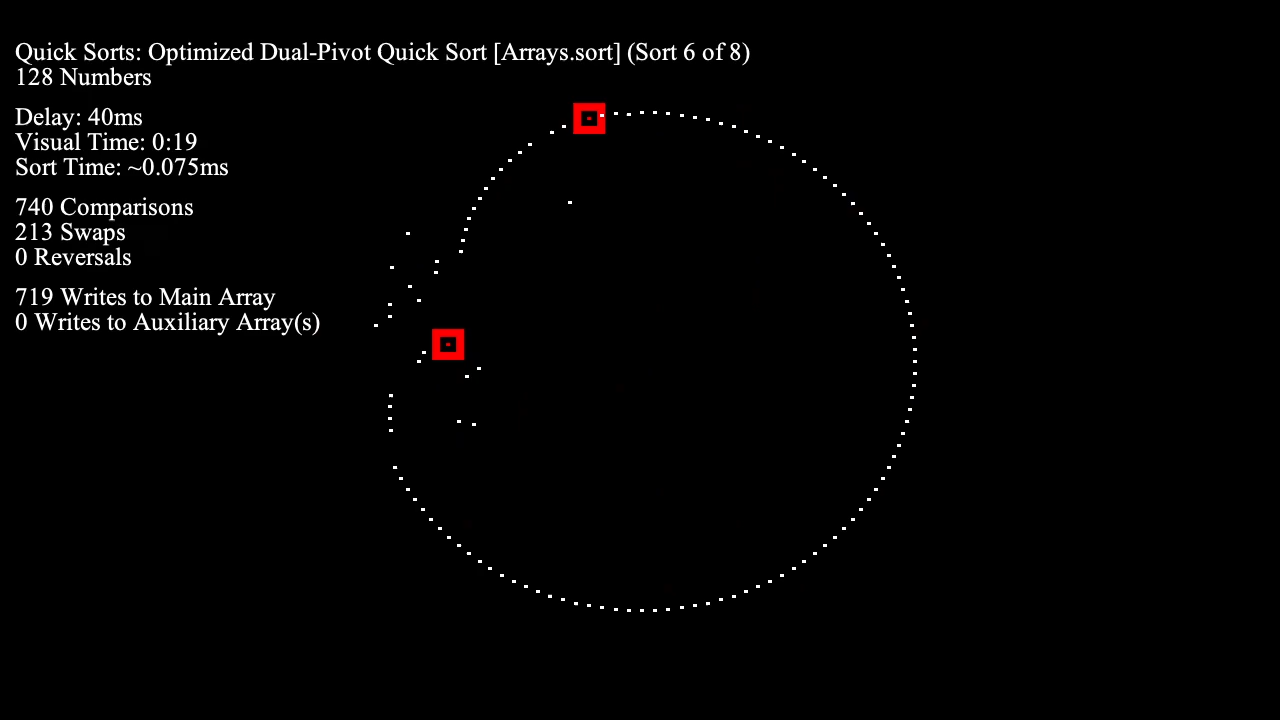 Quick Sorts: Optimized Dual-Pivot Quick Sort [Arrays.sort] (Sort 6 of 8)
128 Numbers
Delay: 40ms
Visual Time: 0:19
Sort Time: ~0.075ms
740 Comparisons
213 Swaps
0 Reversals
719 Writes to Main Array
0 Writes to Auxiliary Array(s)